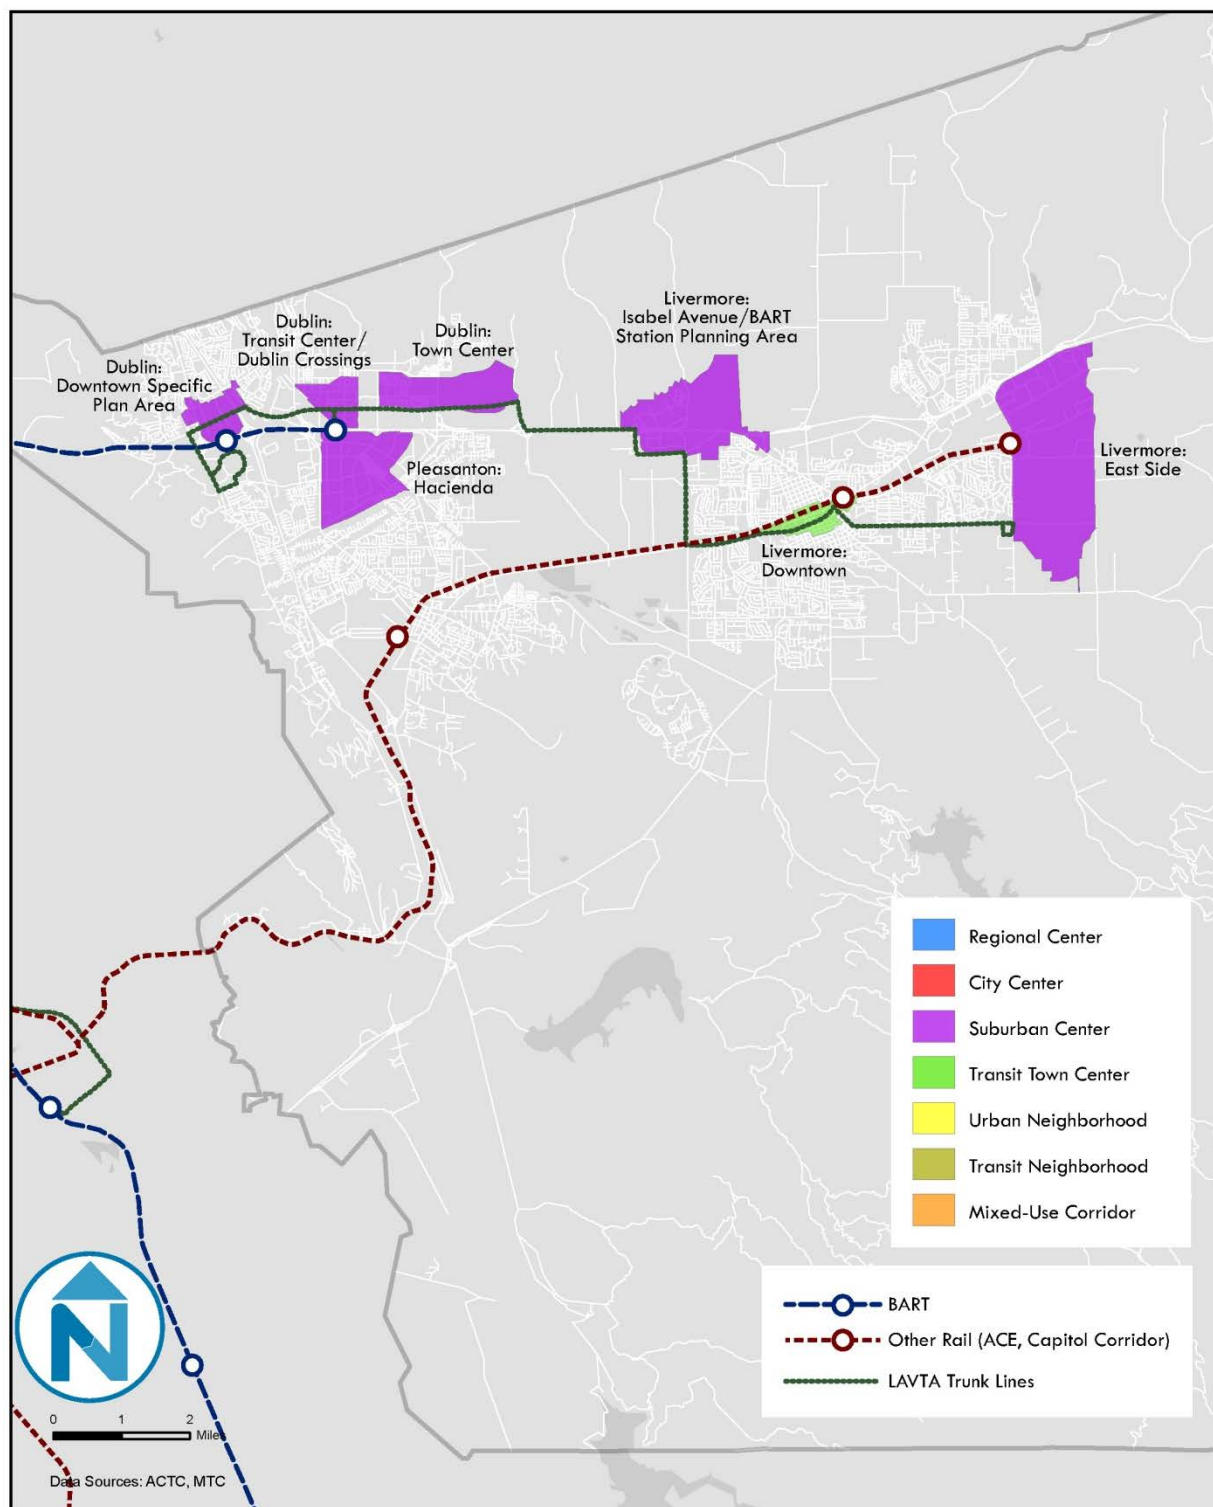 Livermore:
Isabel Avenue/BART
Station Planning Area
Dublin:
Transit Center/
Dublin Crossings
Dublin:
Town Center
Dublin:
Downtown Specific
Plan Area
Pleasanton:
Hacienda
Livermore:
East Side
Livermore:
Downtown
Regional Center
City Center
Suburban Center
Transit Town Center
Urban Neighborhood
Transit Neighborhood
Mixed-Use Corridor
N
BART
Other Rail (ACE, Capitol Corridor)
LAVTA Trunk Lines
0 1 2
Miles
Data Sources: ACTC, MTC